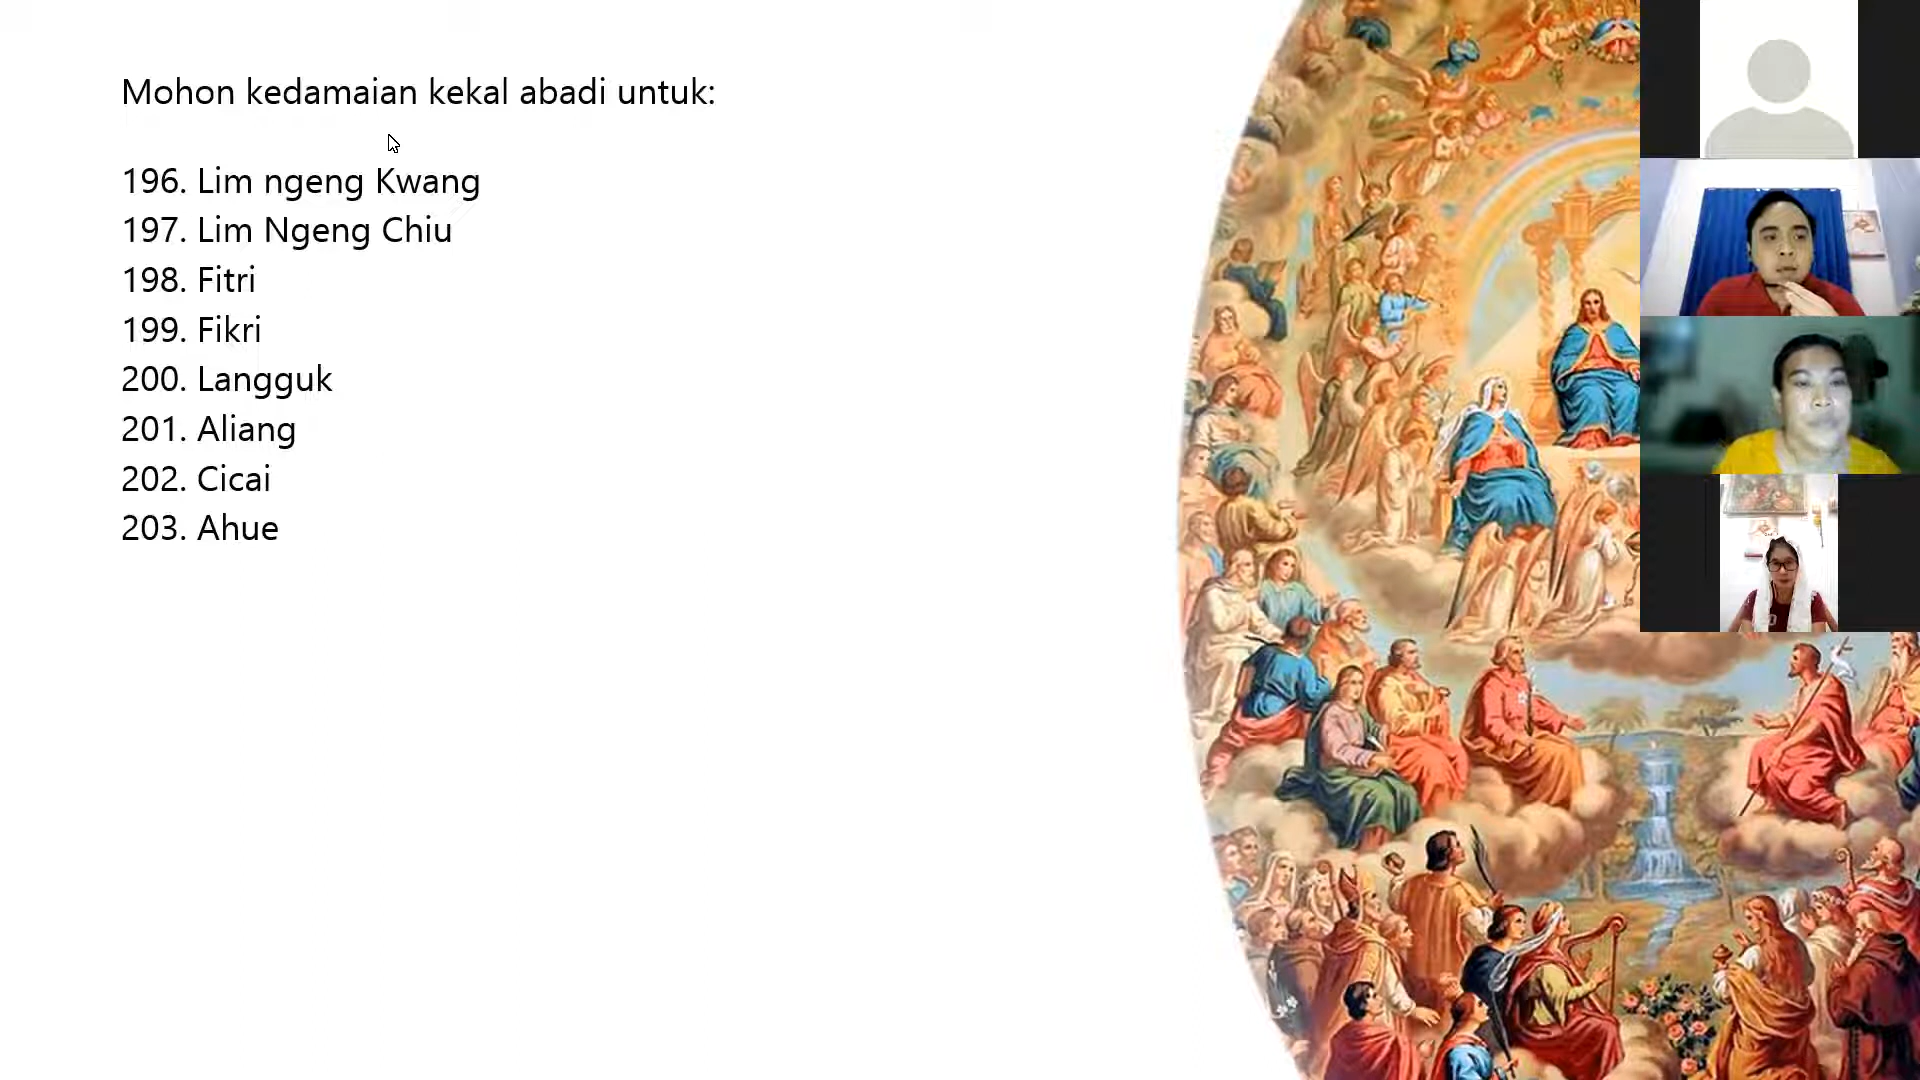 Mohon kedamaian kekal abadi untuk:
196. Lim ngeng Kwang
197. Lim Ngeng Chiu
198. Fitri
199. Fikri
200. Langguk
201. Aliang
202. Cicai
203. Ahue